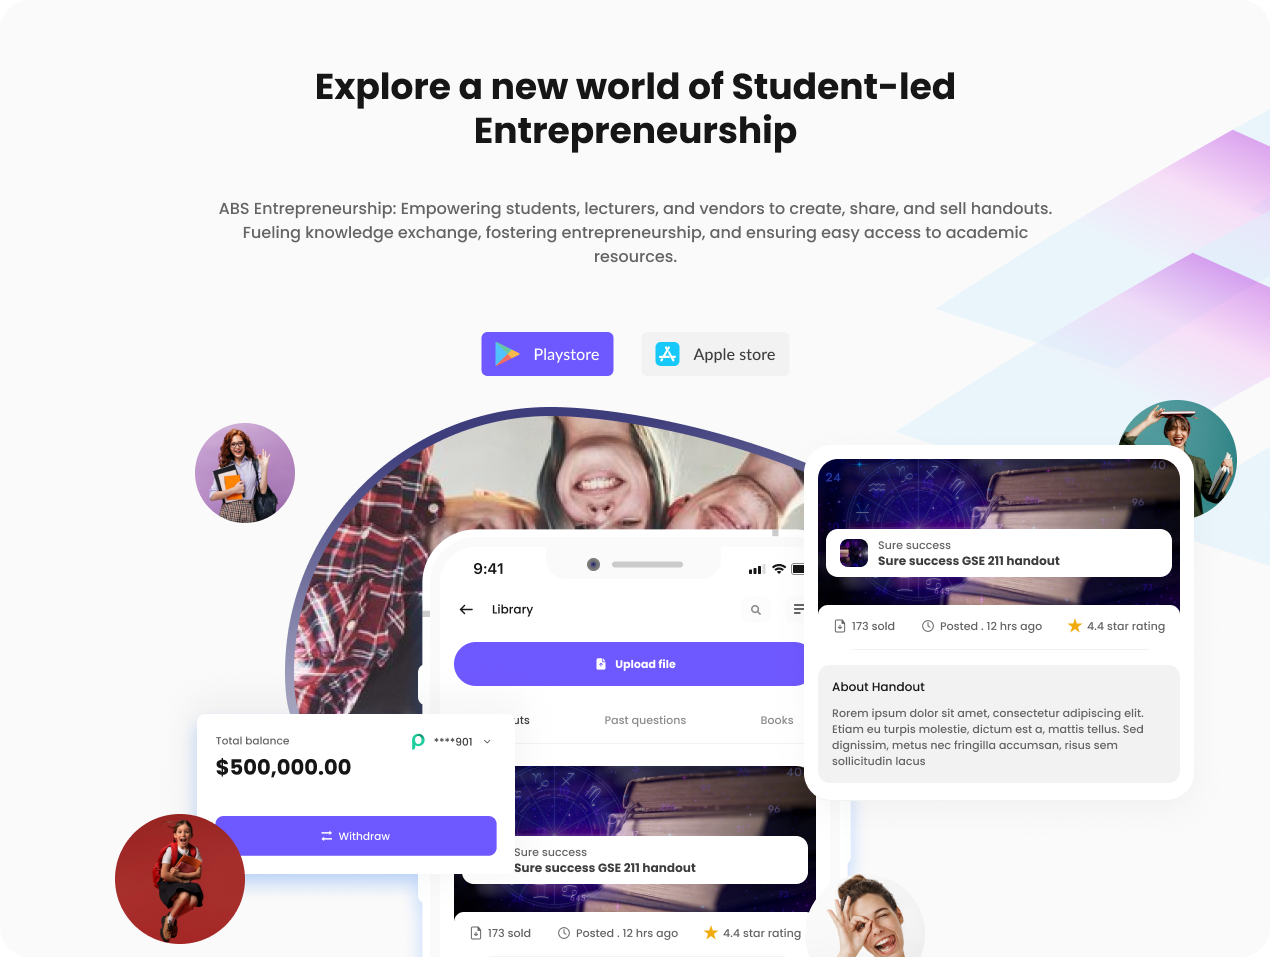 Explore a new world of Student-led
Entrepreneurship
ABS Entrepreneurship: Empowering students, lecturers, and vendors to create, share, and sell handouts.
Fueling knowledge exchange, fostering entrepreneurship, and ensuring easy access to academic
resources.
Playstore
Apple store
24
40
96
Sure success
Sure success GSE 211 handout
173 sold
Posted . 12 hrs ago
4.4 star rating
About Handout
Rorem ipsum dolor sit amet, consectetur adipiscing elit.
Etiam eu turpis molestie, dictum est a, mattis tellus. Sed
dignissim, metus nec fringilla accumsan, risus sem
sollicitudin lacus
9:41
Library
Upload file
uts
Past questions
Books
Total balance
****901
$500,000.00
Withdraw
40
96
Sure success
Sure success GSE 211 handout
173 sold
Posted . 12 hrs ago
4.4 star rating